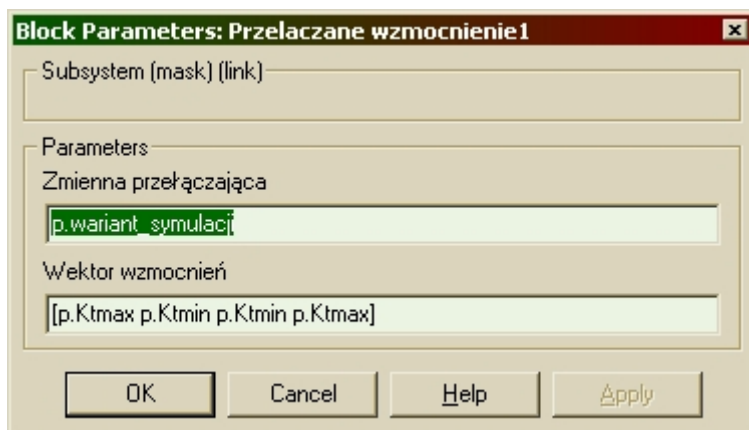 Block Parameters: Przelaczane wzmocnienie1
Subsystem (mask) (link)
Parameters
Zmienna przełączająca
p.wariant_symulacji
Wektor wzmocnień
[p.Ktmax p.Ktmin p.Ktmin p.Ktmax]
OK Cancel Help Apply